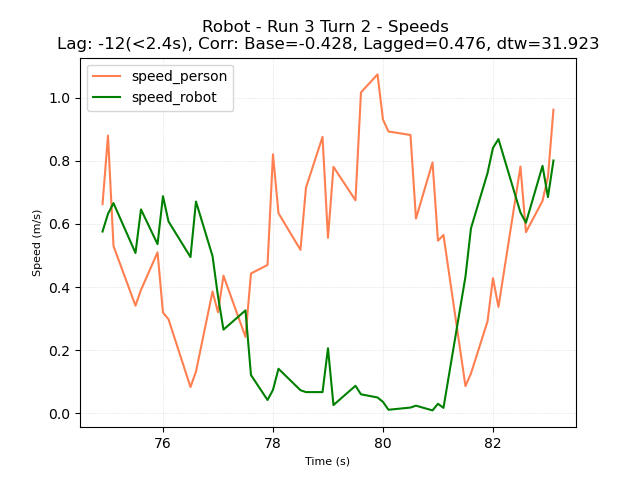 Robot - Run 3 Turn 2 - Speeds
Lag: -12(<2.4s), Corr: Base=-0.428, Lagged=0.476, dtw=31.923
speed_person
speed_robot
1.0
0.8
0.6
0.4
0.2
0.0
Speed (m/s)
76 78 80 82
Time (s)